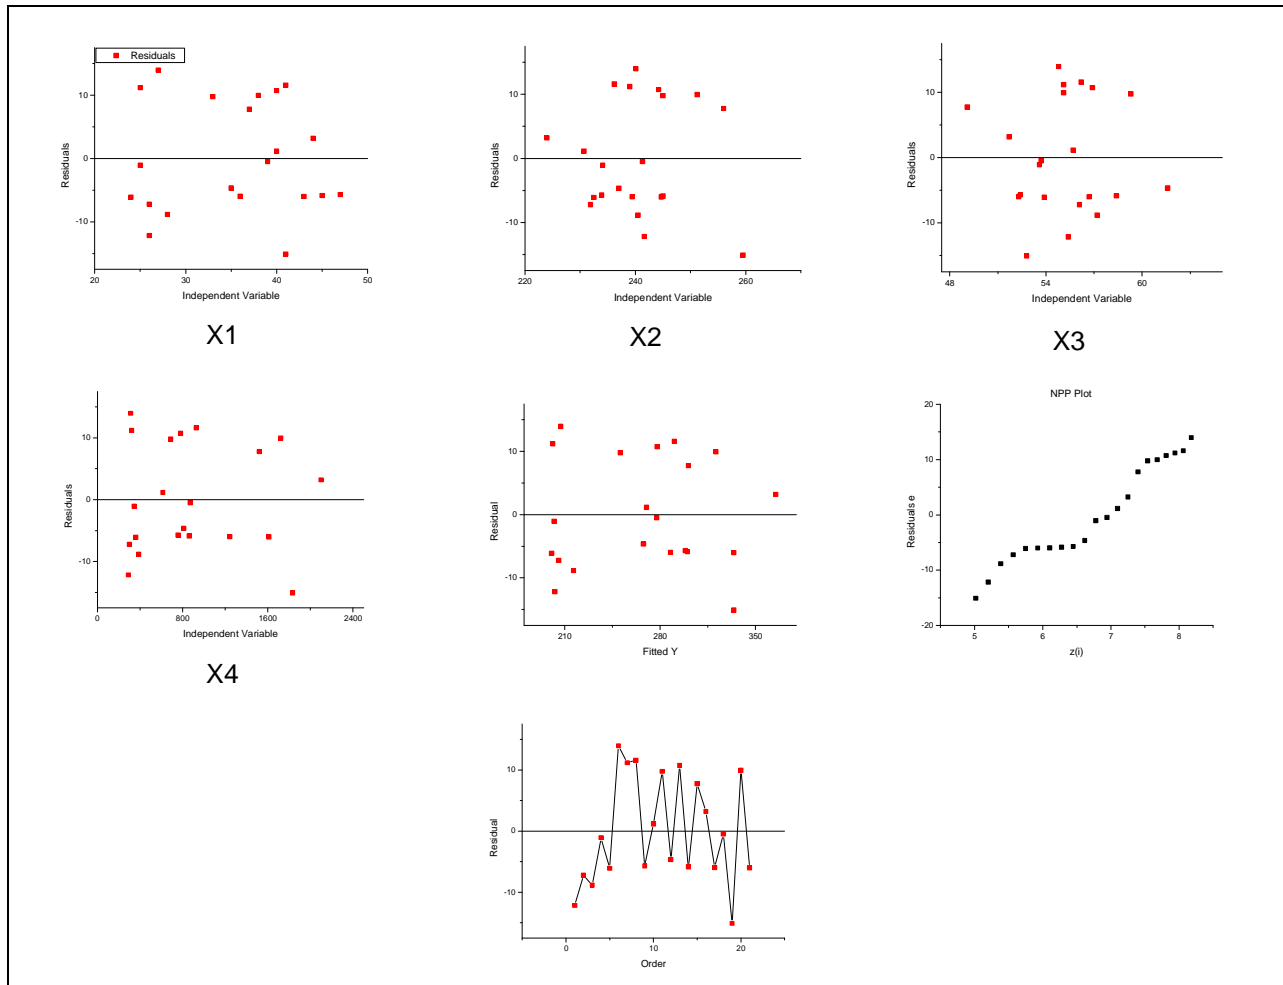 Residuals
Residuals
10
0
-10
20
30
40
50
Independent Variable
X1
Residuals
10
0
-10
220
240
260
Independent Variable
X2
Residuals
10
0
-10
48
54
60
Independent Variable
X3
Residuals
10
0
-10
0
800
1600
2400
Independent Variable
X4
Residual
10
0
-10
210
280
350
Fitted Y
NPP Plot
Residuals e
20
10
0
-10
-20
5
6
7
8
z(i)
Residual
10
0
-10
0
10
20
Order